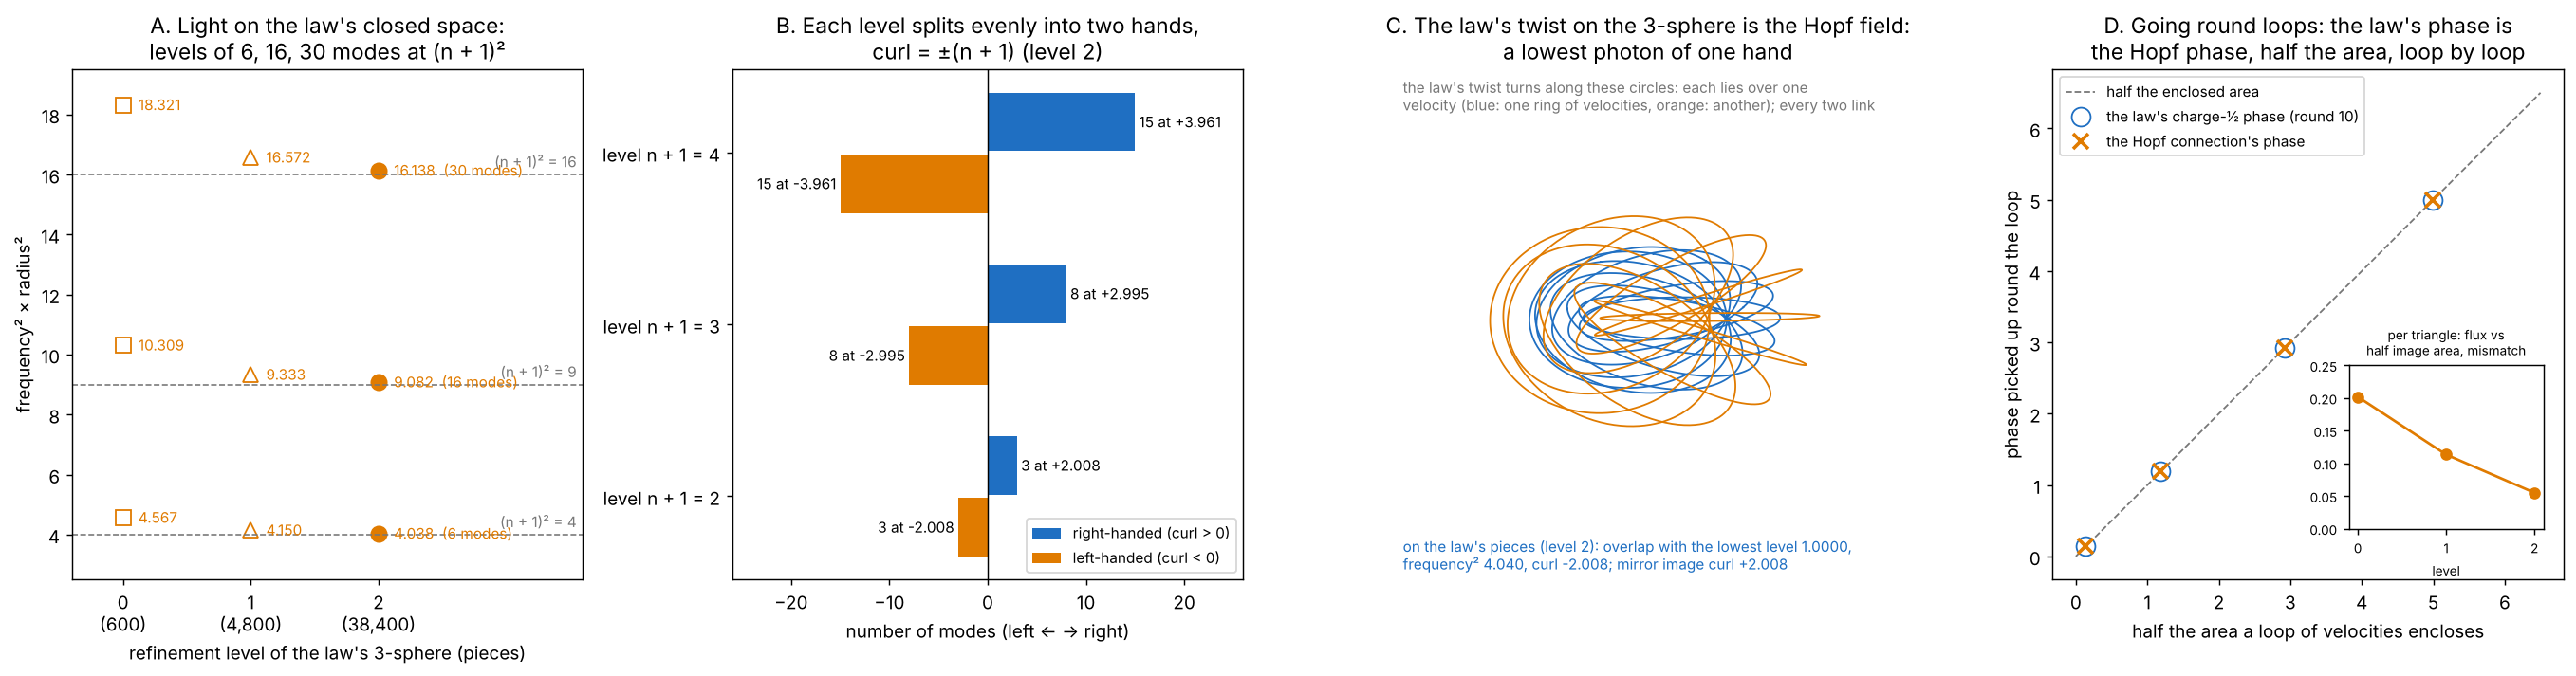 A. Light on the law's closed space:
levels of 6, 16, 30 modes at (n + 1)²
frequency² × radius²
18
16
14
12
10
8
6
4
18.321
16.572
16.138 (30 modes)
(n + 1)² = 16
10.309
9.333
9.082 (16 modes)
(n + 1)² = 9
4.567
4.150
4.038 (6 modes)
(n + 1)² = 4
0
(600)
1
(4,800)
2
(38,400)
refinement level of the law's 3-sphere (pieces)
B. Each level splits evenly into two hands,
curl = ±(n + 1) (level 2)
level n + 1 = 4
level n + 1 = 3
level n + 1 = 2
15 at +3.961
15 at -3.961
8 at +2.995
8 at -2.995
3 at +2.008
3 at -2.008
right-handed (curl > 0)
left-handed (curl < 0)
−20
−10
0
10
20
number of modes (left ← → right)
C. The law's twist on the 3-sphere is the Hopf field:
a lowest photon of one hand
the law's twist turns along these circles: each lies over one
velocity (blue: one ring of velocities, orange: another); every two link
on the law's pieces (level 2): overlap with the lowest level 1.0000,
frequency² 4.040, curl -2.008; mirror image curl +2.008
D. Going round loops: the law's phase is
the Hopf phase, half the area, loop by loop
half the enclosed area
the law's charge-½ phase (round 10)
the Hopf connection's phase
phase picked up round the loop
6
5
4
3
2
1
0
per triangle: flux vs
half image area, mismatch
0.25
0.20
0.15
0.10
0.05
0.00
0
1
2
level
0
1
2
3
4
5
6
half the area a loop of velocities encloses